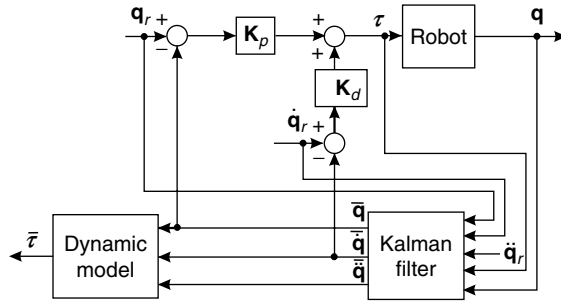 q_r + − K_p + + τ Robot q
K_d
q̇_r + −
q̄
τ̄ Dynamic model q̄̇ Kalman filter q̈_r
q̄̈